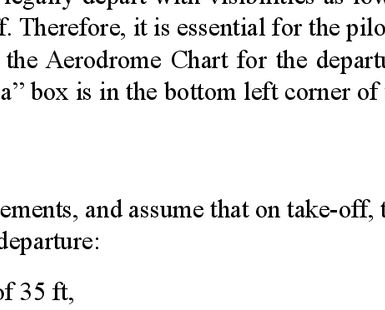 legally depart with visibilities as low
f. Therefore, it is essential for the pilo
the Aerodrome Chart for the departu
a” box is in the bottom left corner of
ements, and assume that on take-off, t
departure:
of 35 ft,